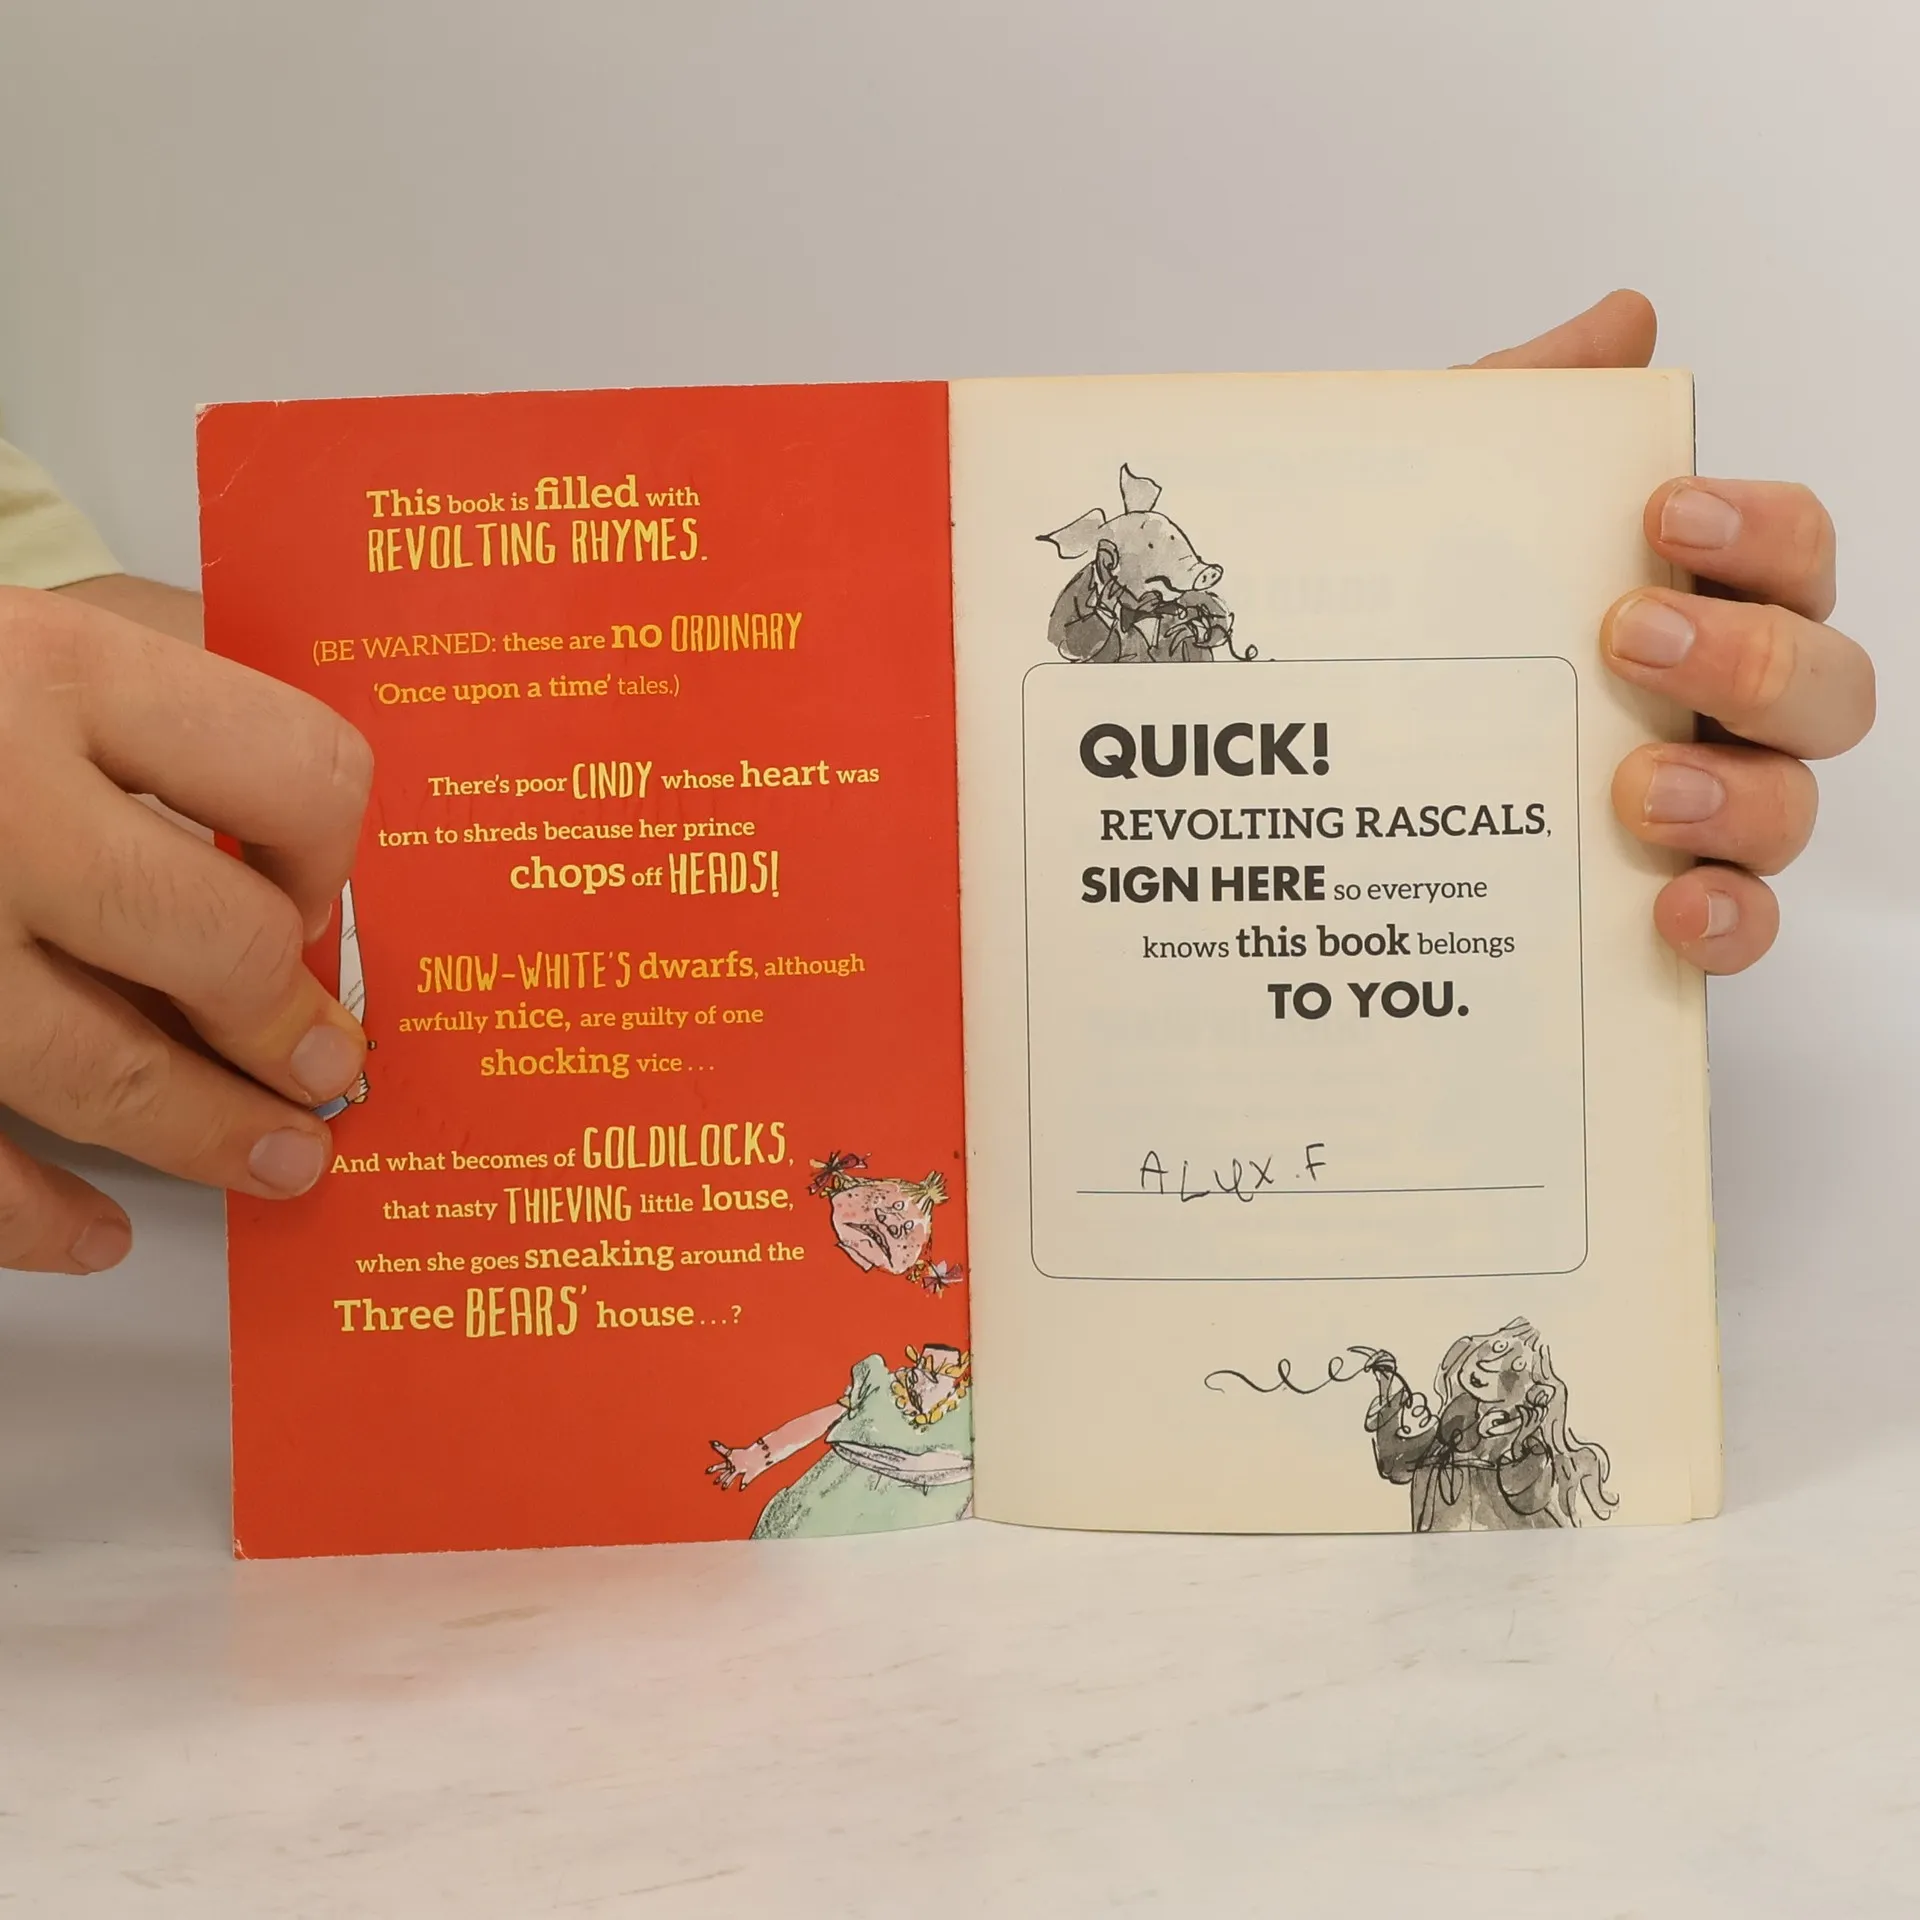 This book is filled with
REVOLTING RHYMES.
(BE WARNED: these are no ORDINARY
‘Once upon a time’ tales.)
There's poor CINDY whose heart was
torn to shreds because her prince
chops off HEADS!
SNOW-WHITE'S dwarfs, although
awfully nice, are guilty of one
shocking vice ...
And what becomes of GOLDILOCKS,
that nasty THIEVING little louse,
when she goes sneaking around the
Three BEARS' house ...?
QUICK!
REVOLTING RASCALS,
SIGN HERE so everyone
knows this book belongs
TO YOU.
ALEX.F